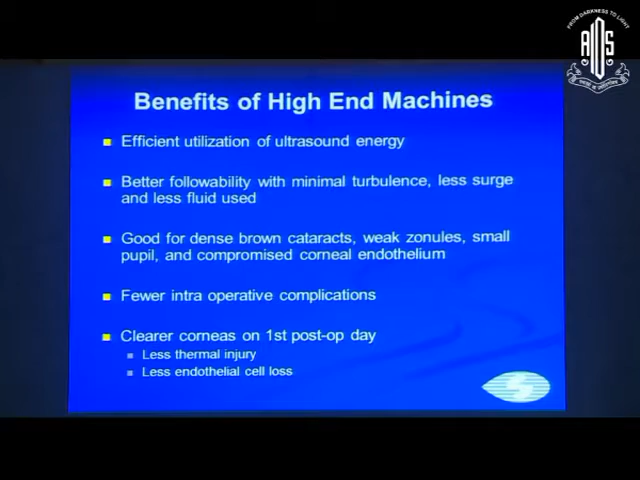 FROM DARKNESS TO LIGHT
AIOS
Benefits of High End Machines
Efficient utilization of ultrasound energy
Better followability with minimal turbulence, less surge
and less fluid used
Good for dense brown cataracts, weak zonules, small
pupil, and compromised corneal endothelium
Fewer intra operative complications
Clearer corneas on 1st post-op day
Less thermal injury
Less endothelial cell loss